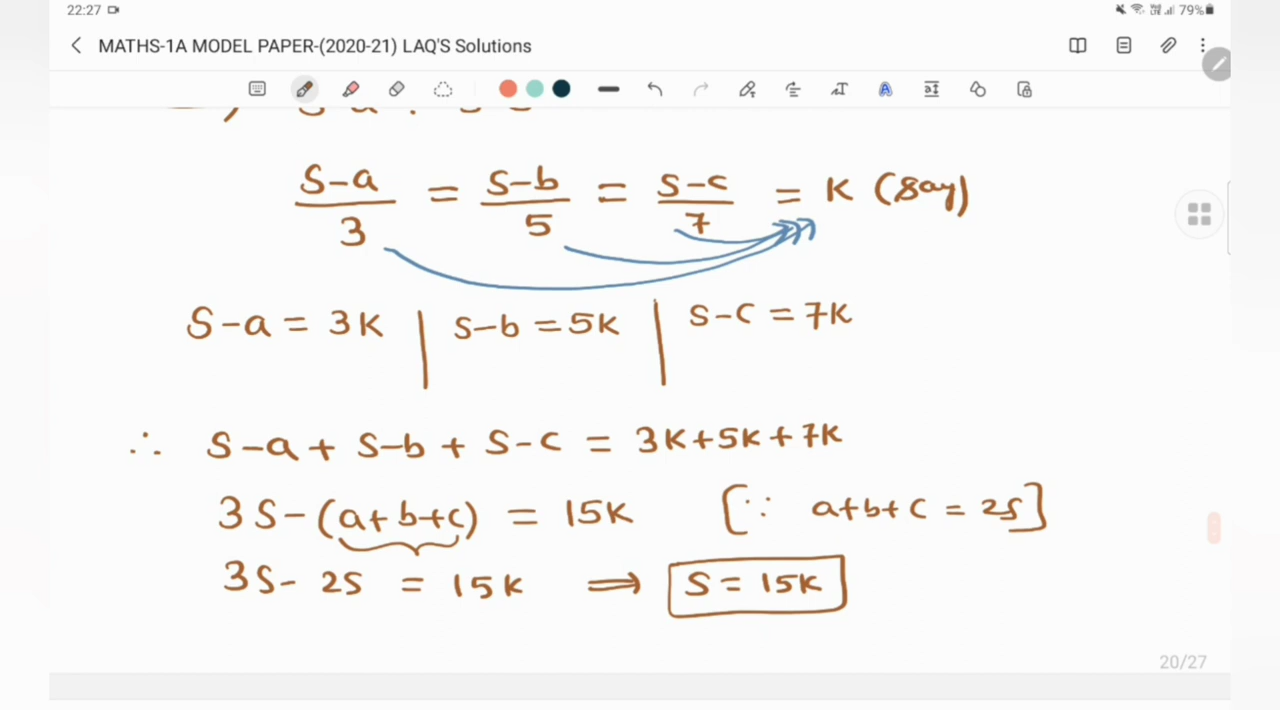 22:27 79%
MATHS-1A MODEL PAPER-(2020-21) LAQ'S Solutions
S-a/3 = S-b/5 = S-c/7 = K (Say)
S-a = 3K | S-b = 5K | S-C = 7K
∴ S-a + S-b + S-C = 3K+5K+7K
3S-(a+b+c) = 15K [∵ a+b+C = 2S]
3S- 2S = 15K ⟹ S = 15K
20/27